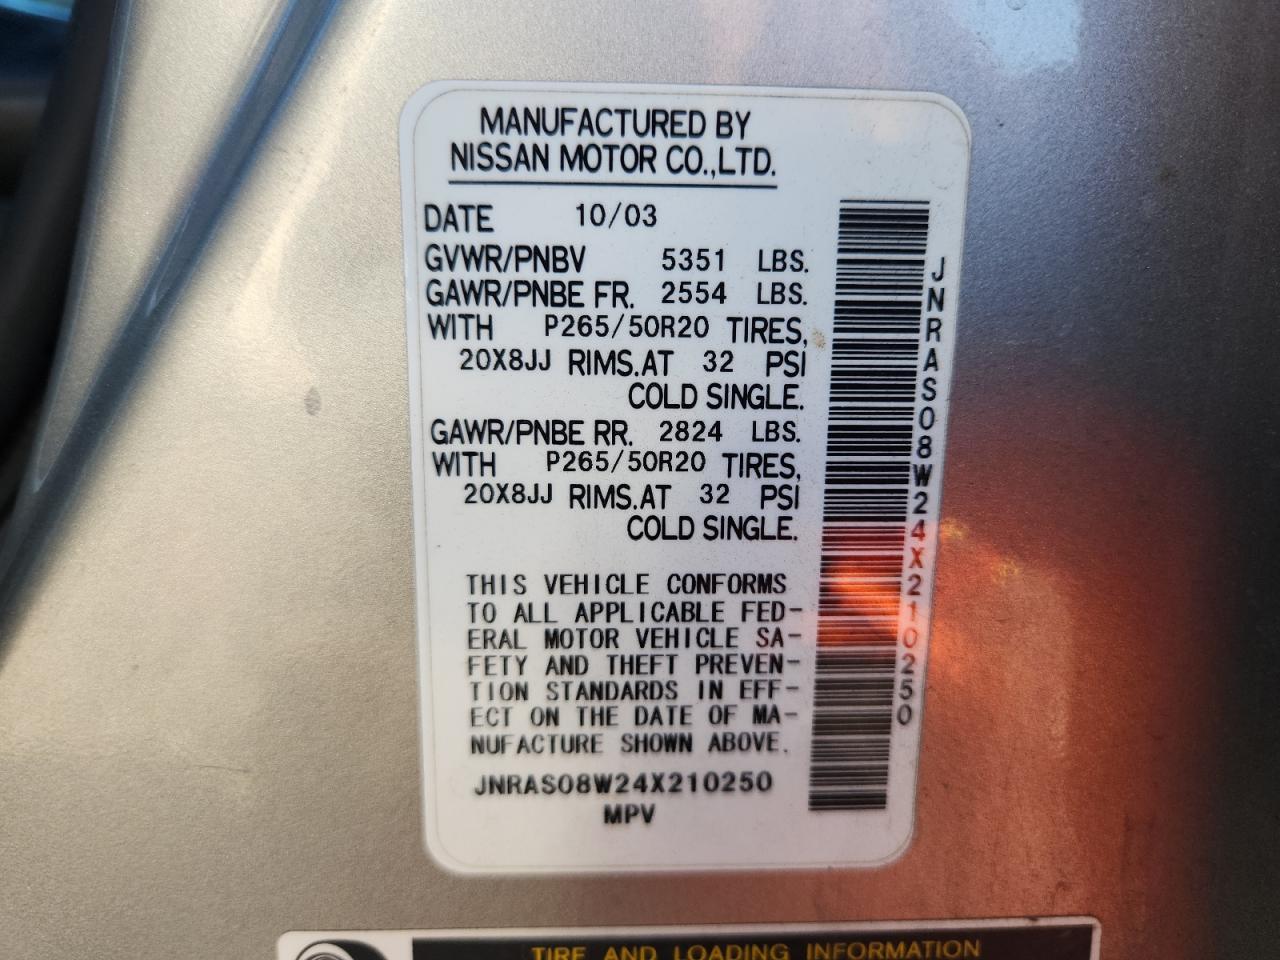 MANUFACTURED BY
NISSAN MOTOR CO.,LTD.
DATE 10/03
GVWR/PNBV 5351 LBS.
GAWR/PNBE FR. 2554 LBS.
WITH P265/50R20 TIRES,
20X8JJ RIMS.AT 32 PSI
COLD SINGLE.
GAWR/PNBE RR. 2824 LBS.
WITH P265/50R20 TIRES,
20X8JJ RIMS.AT 32 PSI
COLD SINGLE.
THIS VEHICLE CONFORMS
TO ALL APPLICABLE FED-
ERAL MOTOR VEHICLE SA-
FETY AND THEFT PREVEN-
TION STANDARDS IN EFF-
ECT ON THE DATE OF MA-
NUFACTURE SHOWN ABOVE.
JNRAS08W24X210250
MPV
JNRAS08W24X210250
TIRE AND LOADING INFORMATION